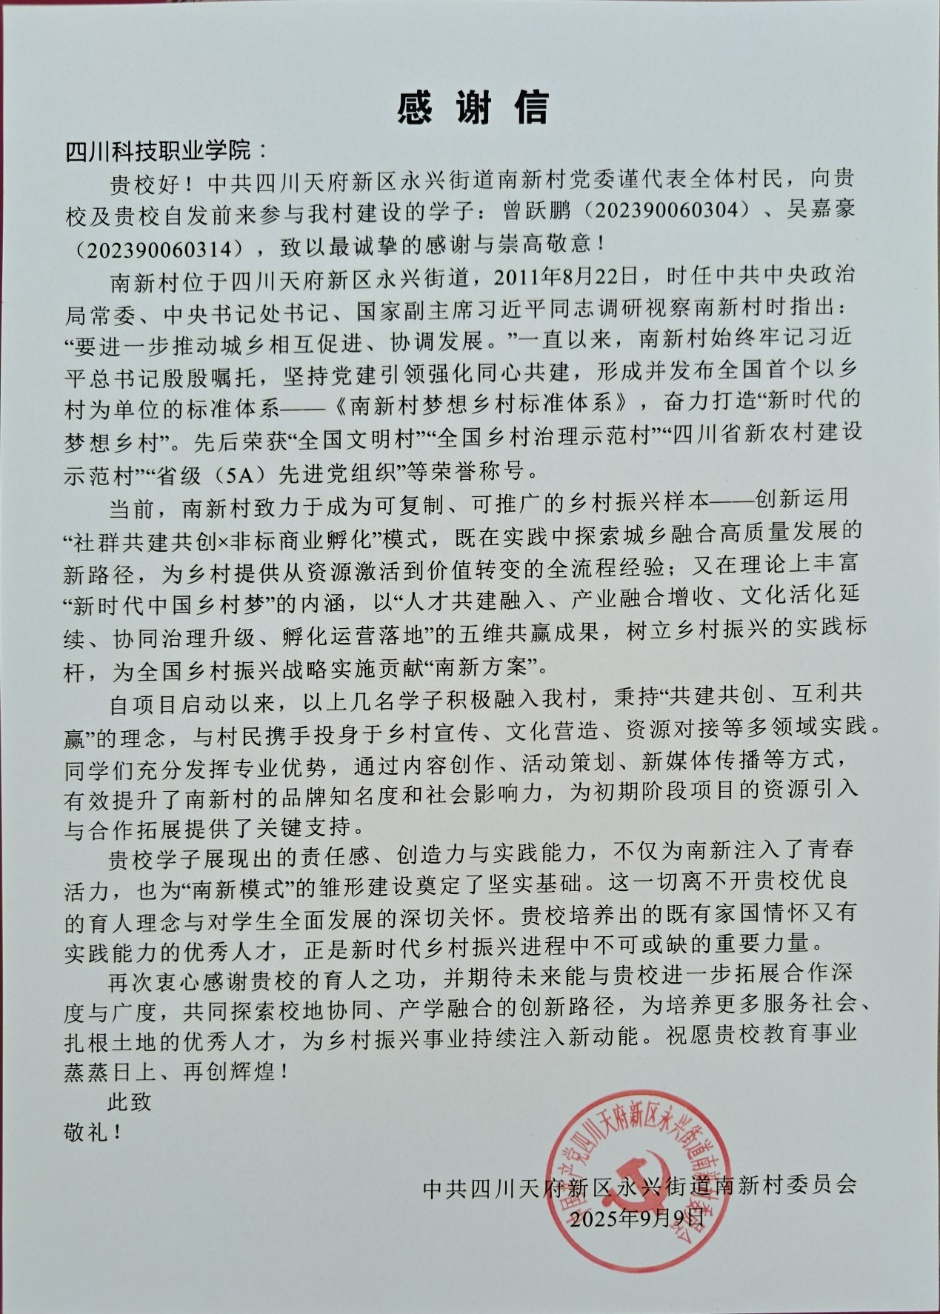 感 谢 信
四川科技职业学院：
贵校好！中共四川天府新区永兴街道南新村党委谨代表全体村民，向贵
校及贵校自发前来参与我村建设的学子：曾跃鹏（202390060304）、吴嘉豪
（202390060314），致以最诚挚的感谢与崇高敬意！
南新村位于四川天府新区永兴街道，2011年8月22日，时任中共中央政治
局常委、中央书记处书记、国家副主席习近平同志调研视察南新村时指出：
“要进一步推动城乡相互促进、协调发展。”一直以来，南新村始终牢记习近
平总书记殷殷嘱托，坚持党建引领强化同心共建，形成并发布全国首个以乡
村为单位的标准体系——《南新村梦想乡村标准体系》，奋力打造“新时代的
梦想乡村”。先后荣获“全国文明村”“全国乡村治理示范村”“四川省新农村建设
示范村”“省级（5A）先进党组织”等荣誉称号。
当前，南新村致力于成为可复制、可推广的乡村振兴样本——创新运用
“社群共建共创×非标商业孵化”模式，既在实践中探索城乡融合高质量发展的
新路径，为乡村提供从资源激活到价值转变的全流程经验；又在理论上丰富
“新时代中国乡村梦”的内涵，以“人才共建融入、产业融合增收、文化活化延
续、协同治理升级、孵化运营落地”的五维共赢成果，树立乡村振兴的实践标
杆，为全国乡村振兴战略实施贡献“南新方案”。
自项目启动以来，以上几名学子积极融入我村，秉持“共建共创、互利共
赢”的理念，与村民携手投身于乡村宣传、文化营造、资源对接等多领域实践。
同学们充分发挥专业优势，通过内容创作、活动策划、新媒体传播等方式，
有效提升了南新村的品牌知名度和社会影响力，为初期阶段项目的资源引入
与合作拓展提供了关键支持。
贵校学子展现出的责任感、创造力与实践能力，不仅为南新注入了青春
活力，也为“南新模式”的雏形建设奠定了坚实基础。这一切离不开贵校优良
的育人理念与对学生全面发展的深切关怀。贵校培养出的既有家国情怀又有
实践能力的优秀人才，正是新时代乡村振兴进程中不可或缺的重要力量。
再次衷心感谢贵校的育人之功，并期待未来能与贵校进一步拓展合作深
度与广度，共同探索校地协同、产学融合的创新路径，为培养更多服务社会、
扎根土地的优秀人才，为乡村振兴事业持续注入新动能。祝愿贵校教育事业
蒸蒸日上、再创辉煌！
此致
敬礼！
中国共产党四川天府新区永兴街道南新村委员会
中共四川天府新区永兴街道南新村委员会
2025年9月9日